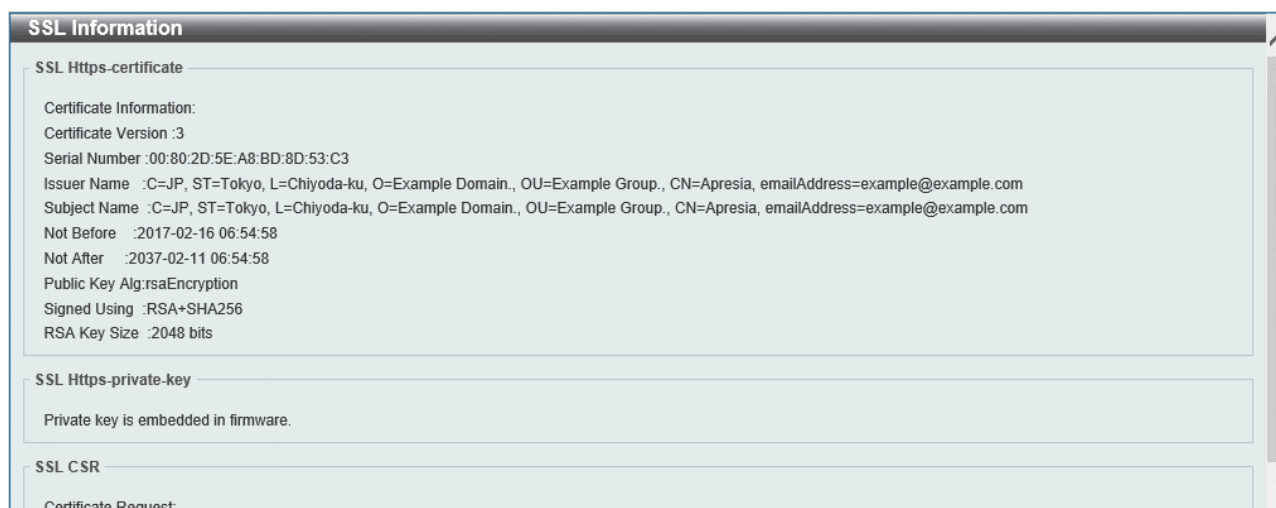 SSL Information
SSL Https-certificate
Certificate Information:
Certificate Version :3
Serial Number :00:80:2D:5E:A8:BD:8D:53:C3
Issuer Name :C=JP, ST=Tokyo, L=Chiyoda-ku, O=Example Domain., OU=Example Group., CN=Apresia, emailAddress=example@example.com
Subject Name :C=JP, ST=Tokyo, L=Chiyoda-ku, O=Example Domain., OU=Example Group., CN=Apresia, emailAddress=example@example.com
Not Before :2017-02-16 06:54:58
Not After :2037-02-11 06:54:58
Public Key Alg:rsaEncryption
Signed Using :RSA+SHA256
RSA Key Size :2048 bits
SSL Https-private-key
Private key is embedded in firmware.
SSL CSR
Certificate Request: